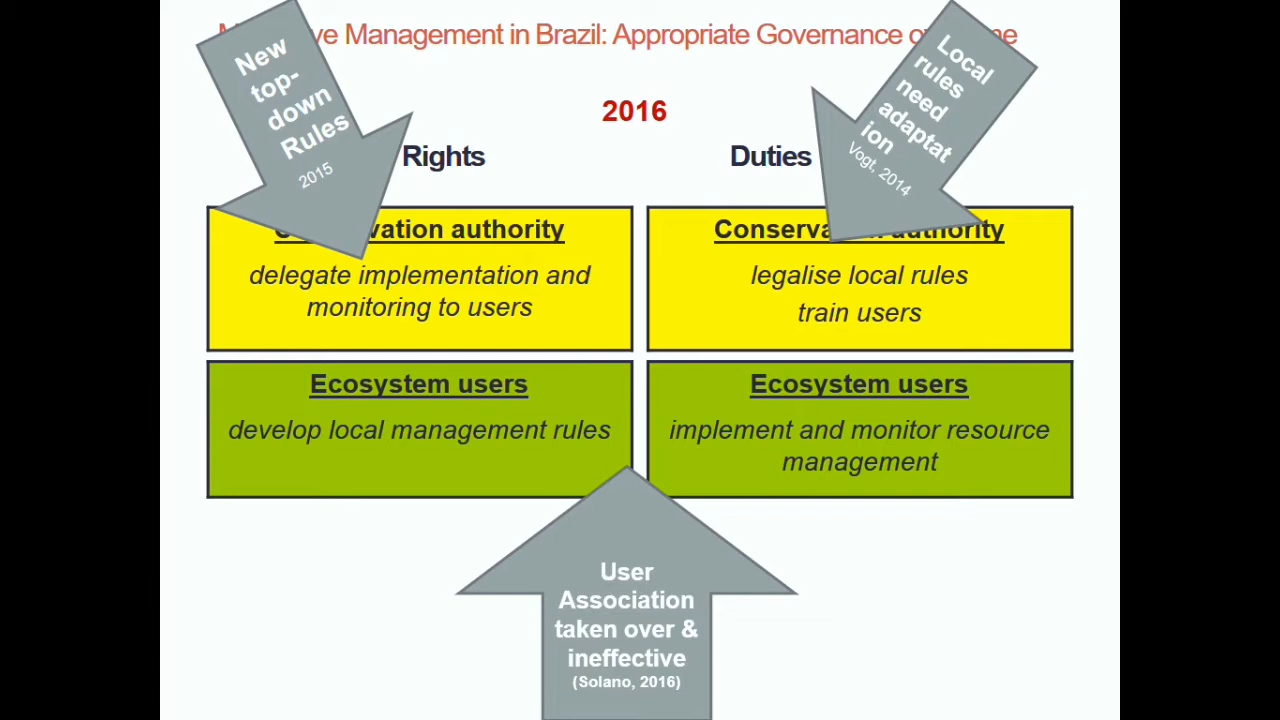 ve Management in Brazil: Appropriate Governance o
2016
Rights
Duties
New
top-
down
Rules
2015
Local
rules
need
adaptat
ion
Vogt, 2014
authority
delegate implementation and
monitoring to users
authority
legalise local rules
train users
Ecosystem users
develop local management rules
Ecosystem users
implement and monitor resource
management
User
Association
taken over &
ineffective
(Solano, 2016)